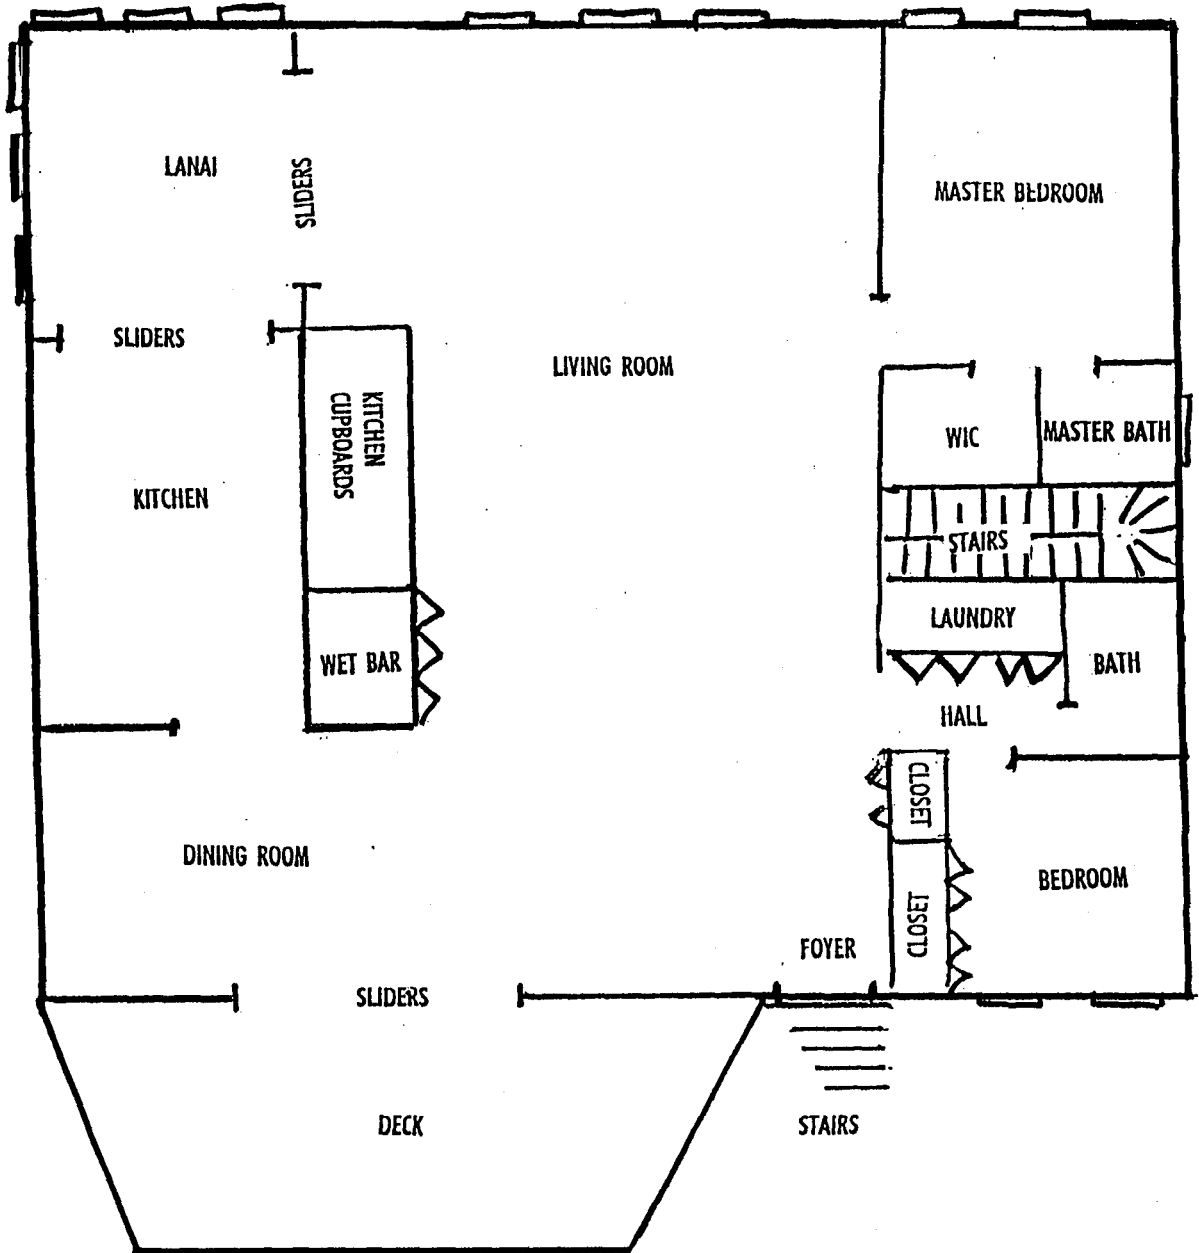 LANAI
SLIDERS
MASTER BEDROOM
SLIDERS
LIVING ROOM
KITCHEN
CUPBOARDS
WIC
MASTER BATH
KITCHEN
STAIRS
LAUNDRY
WET BAR
BATH
HALL
CLOSET
DINING ROOM
BEDROOM
CLOSET
FOYER
SLIDERS
DECK
STAIRS